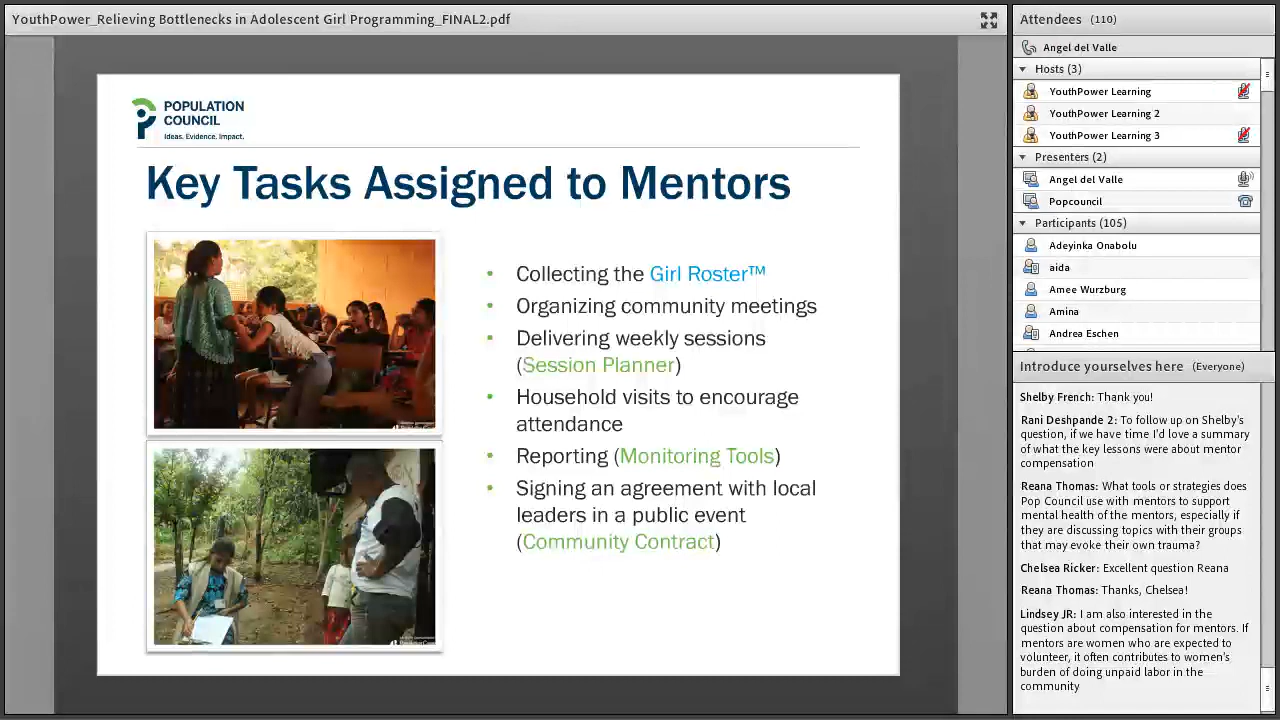 YouthPower_Relieving Bottlenecks in Adolescent Girl Programming_FINAL2.pdf
POPULATION
COUNCIL
Ideas. Evidence. Impact.
Key Tasks Assigned to Mentors
• Collecting the Girl Roster™
• Organizing community meetings
• Delivering weekly sessions
(Session Planner)
• Household visits to encourage
attendance
• Reporting (Monitoring Tools)
• Signing an agreement with local
leaders in a public event
(Community Contract)
Attendees (110)
Angel del Valle
Hosts (3)
YouthPower Learning
YouthPower Learning 2
YouthPower Learning 3
Presenters (2)
Angel del Valle
Popcouncil
Participants (105)
Adeyinka Onabolu
aida
Amee Wurzburg
Amina
Andrea Eschen
Introduce yourselves here (Everyone)
Shelby French: Thank you!
Rani Deshpande 2: To follow up on Shelby's
question, if we have time I'd love a summary
of what the key lessons were about mentor
compensation
Reana Thomas: What tools or strategies does
Pop Council use with mentors to support
mental health of the mentors, especially if
they are discussing topics with their groups
that may evoke their own trauma?
Chelsea Ricker: Excellent question Reana
Reana Thomas: Thanks, Chelsea!
Lindsey JR: I am also interested in the
question about compensation for mentors. If
mentors are women who are expected to
volunteer, it often contributes to women's
burden of doing unpaid labor in the
community